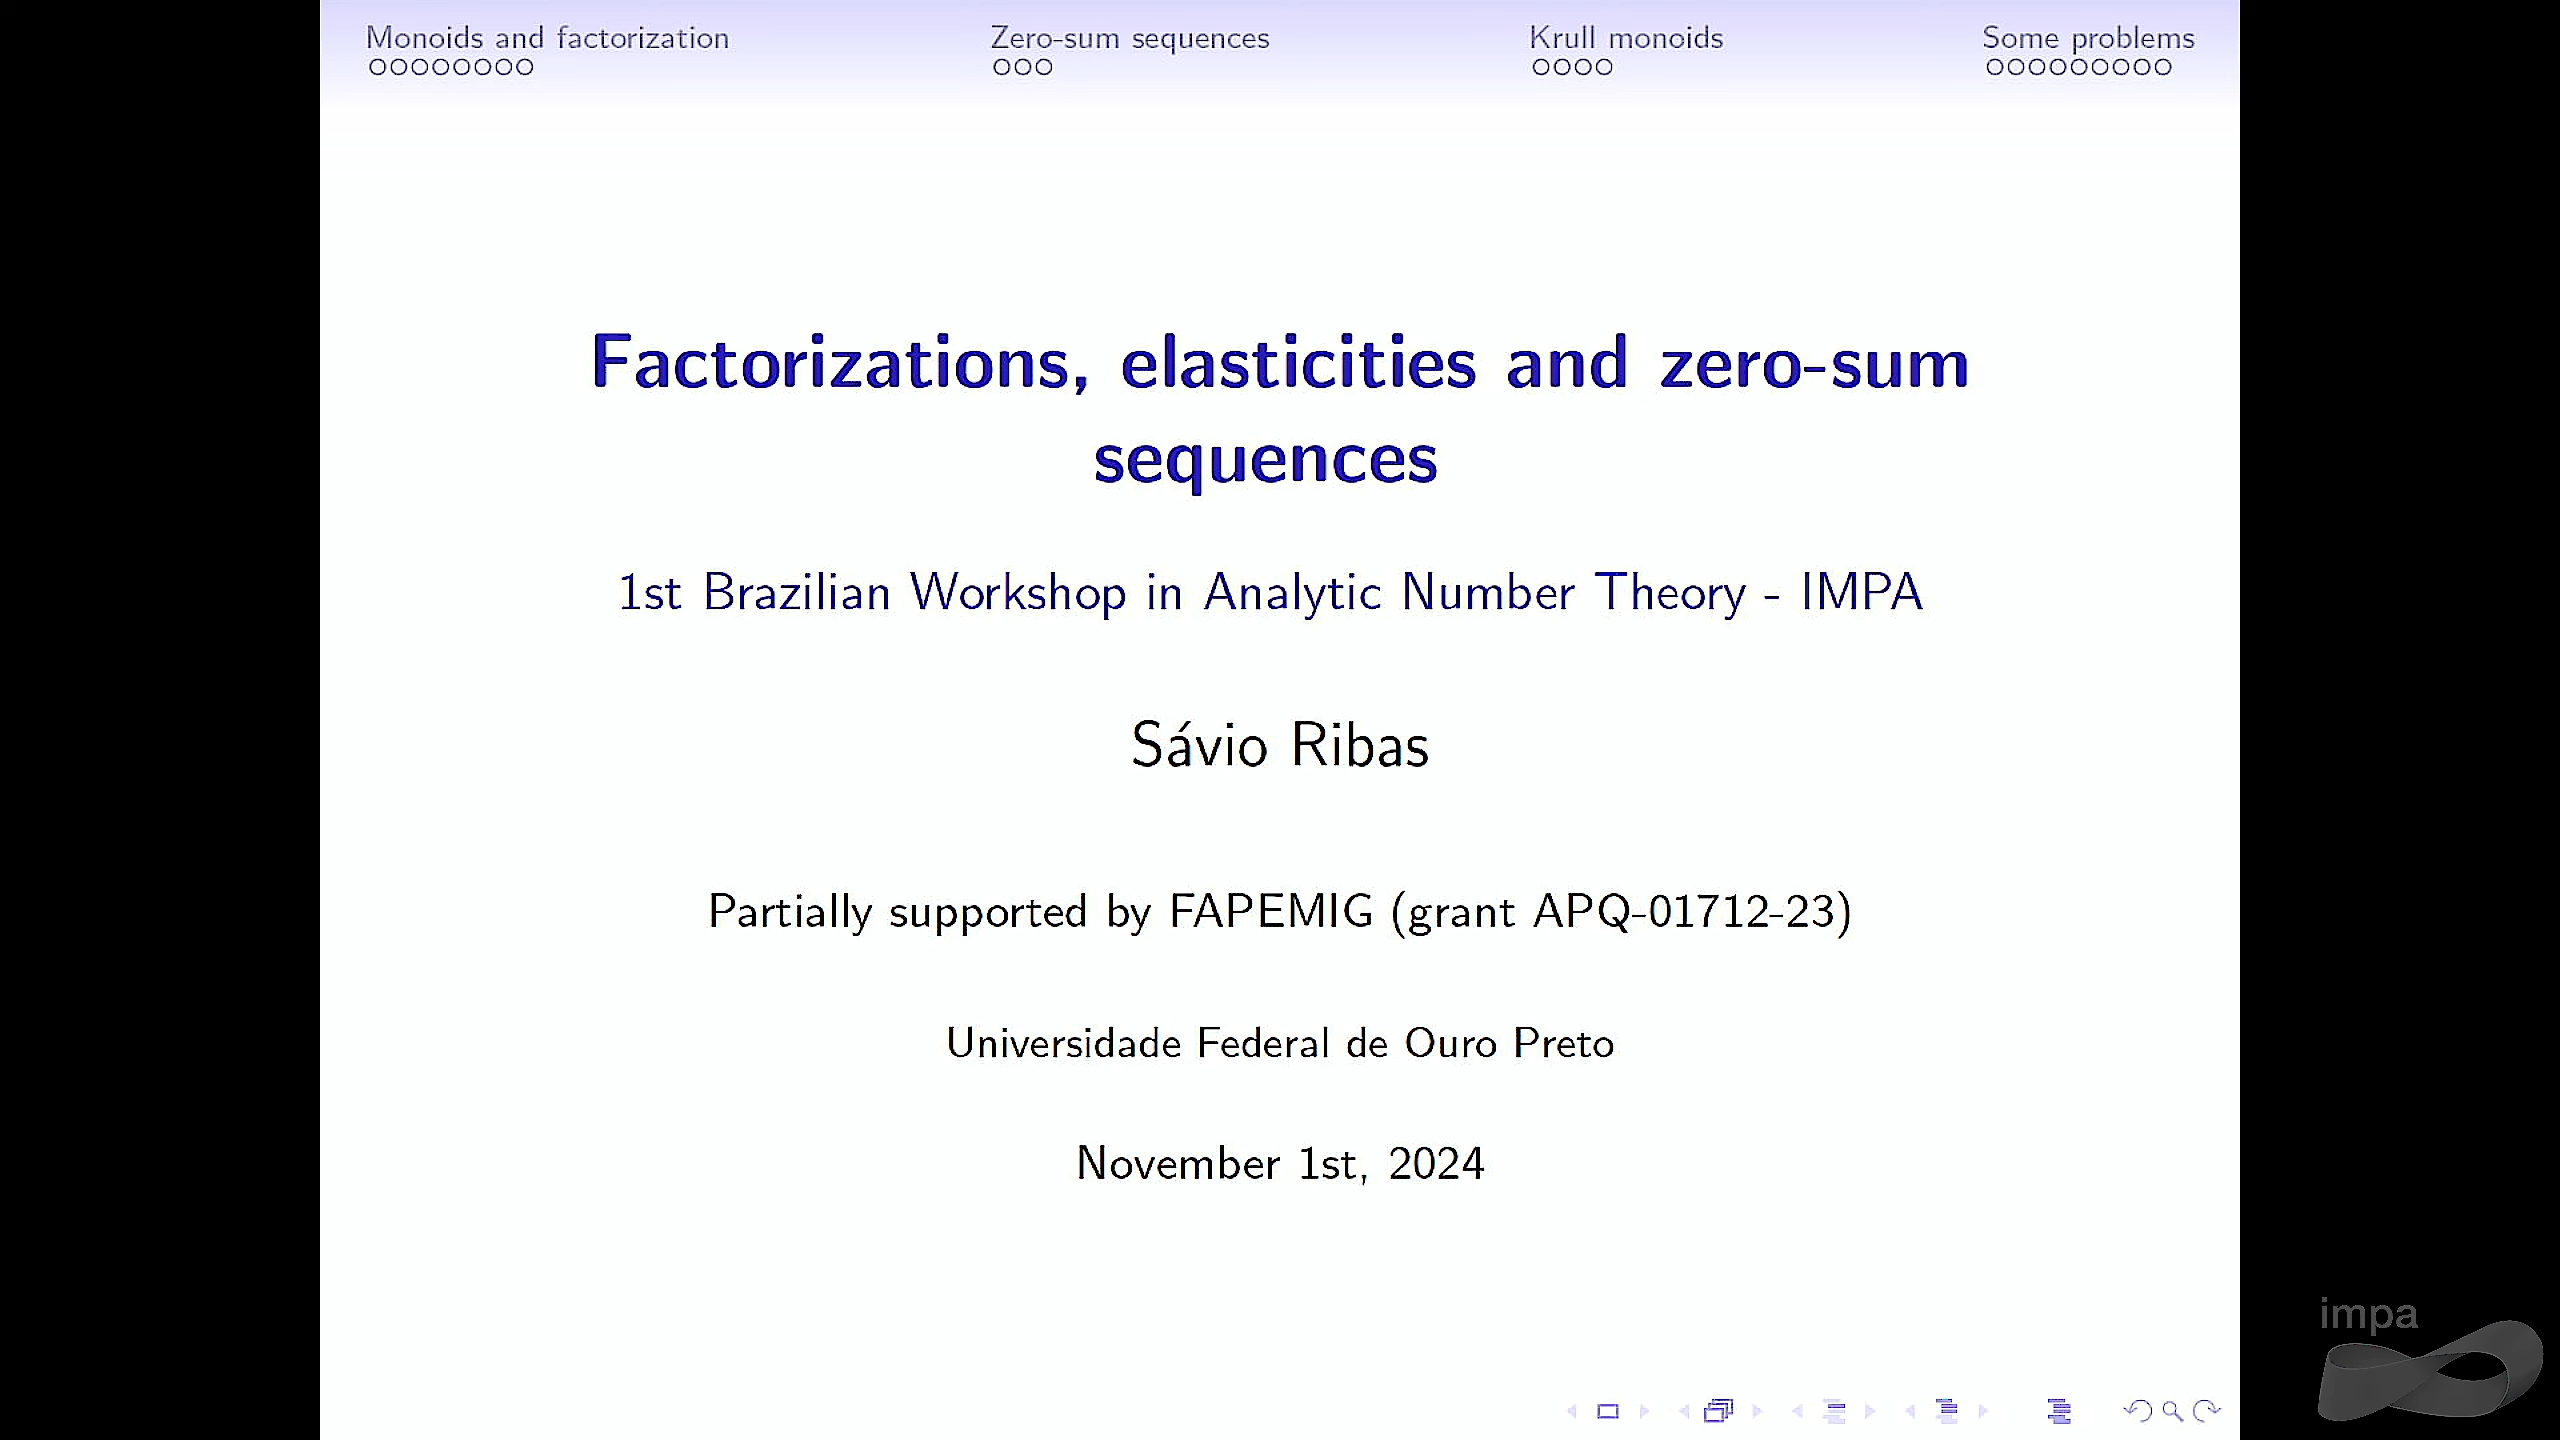 Monoids and factorization Zero-sum sequences Krull monoids Some problems
Factorizations, elasticities and zero-sum
sequences
1st Brazilian Workshop in Analytic Number Theory - IMPA
Sávio Ribas
Partially supported by FAPEMIG (grant APQ-01712-23)
Universidade Federal de Ouro Preto
November 1st, 2024
impa